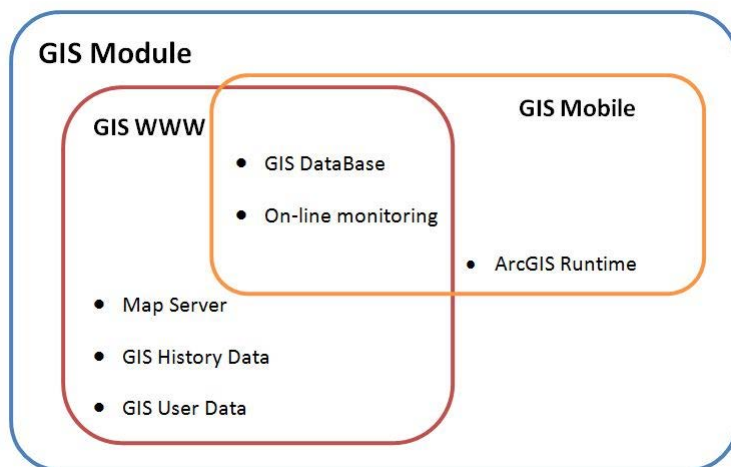 GIS Module
GIS WWW
GIS Mobile
• GIS DataBase
• On-line monitoring
• ArcGIS Runtime
• Map Server
• GIS History Data
• GIS User Data